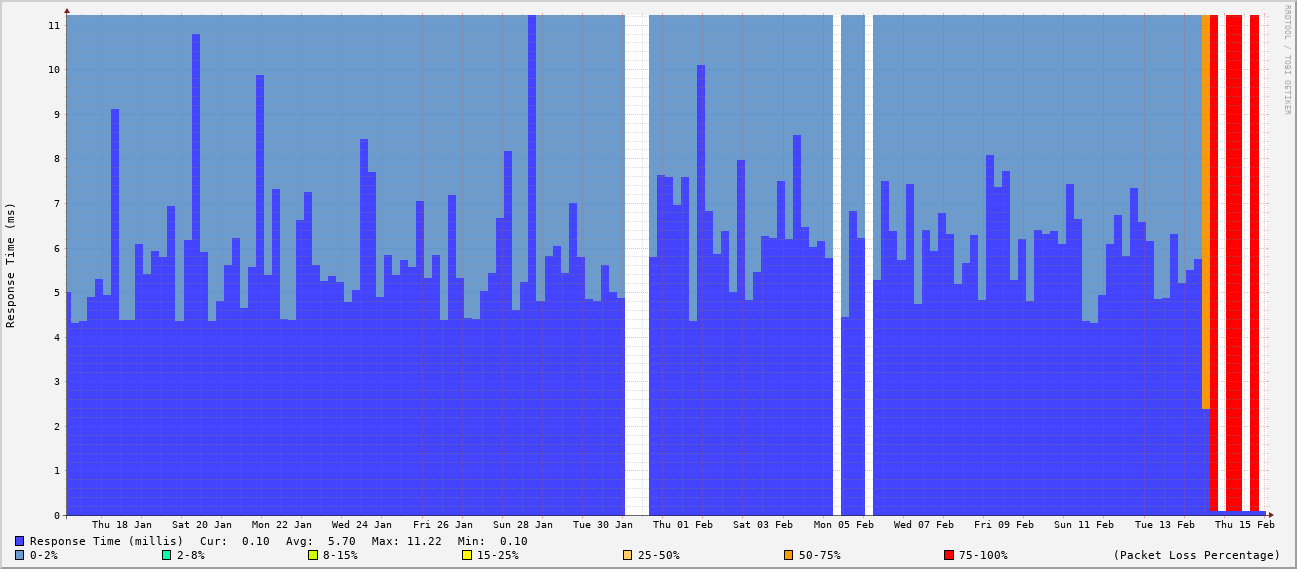 RRDTOOL / TOBI OETIKER
Response Time (ms)
11
10
9
8
7
6
5
4
3
2
1
0
Thu 18 Jan Sat 20 Jan Mon 22 Jan Wed 24 Jan Fri 26 Jan Sun 28 Jan Tue 30 Jan Thu 01 Feb Sat 03 Feb Mon 05 Feb Wed 07 Feb Fri 09 Feb Sun 11 Feb Tue 13 Feb Thu 15 Feb
Response Time (millis) Cur: 0.10 Avg: 5.70 Max: 11.22 Min: 0.10
0-2% 2-8% 8-15% 15-25% 25-50% 50-75% 75-100% (Packet Loss Percentage)